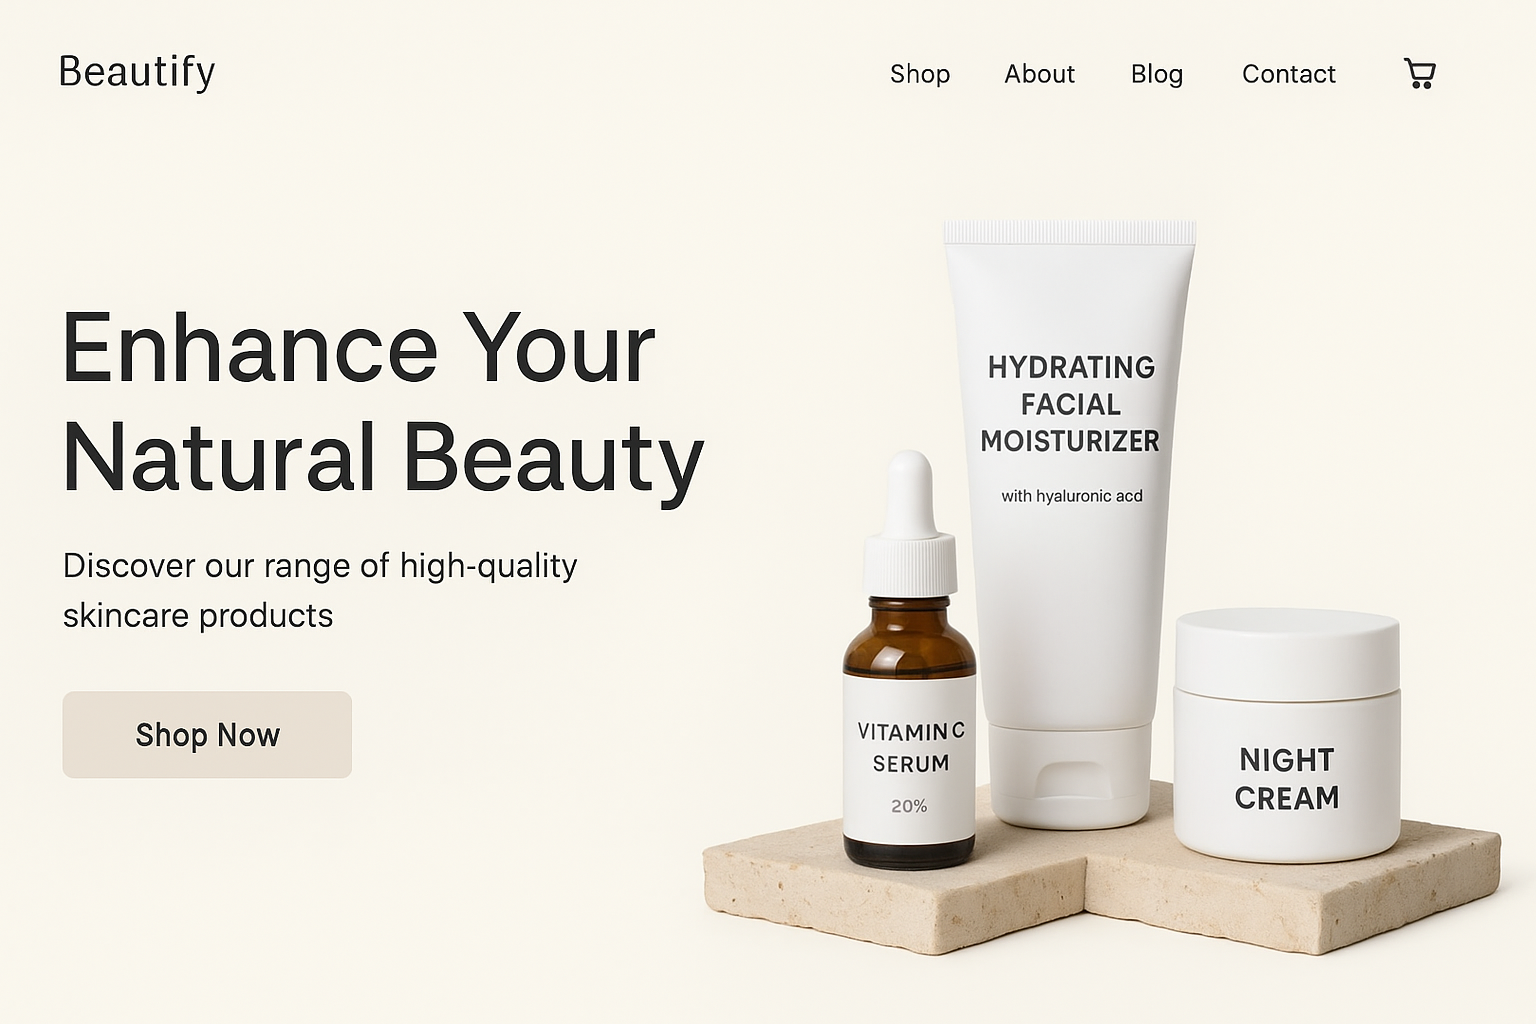 Beautify
Shop
About
Blog
Contact
Enhance Your
Natural Beauty
Discover our range of high-quality
skincare products
Shop Now
HYDRATING
FACIAL
MOISTURIZER
with hyaluronic acd
VITAMIN C
SERUM
20%
NIGHT
CREAM